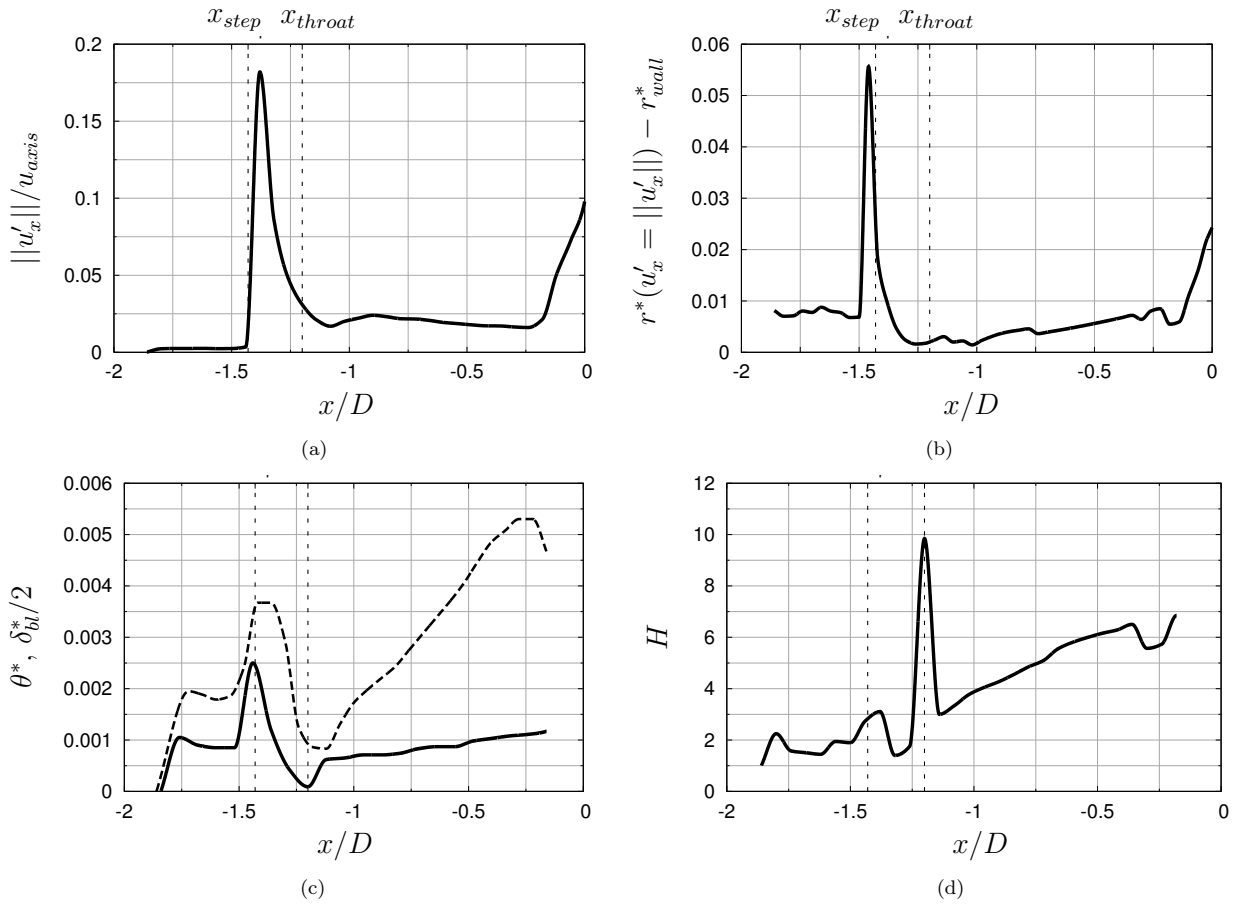 x_step x_throat
0.2
0.15
0.1
0.05
0
-2 -1.5 -1 -0.5 0
||u'_x||/u_axis
x/D
(a)
x_step x_throat
0.06
0.05
0.04
0.03
0.02
0.01
0
-2 -1.5 -1 -0.5 0
r*(u'_x = ||u'_x||) − r*_wall
x/D
(b)
0.006
0.005
0.004
0.003
0.002
0.001
0
-2 -1.5 -1 -0.5 0
θ*, δ*_bl/2
x/D
(c)
12
10
8
6
4
2
0
-2 -1.5 -1 -0.5 0
H
x/D
(d)